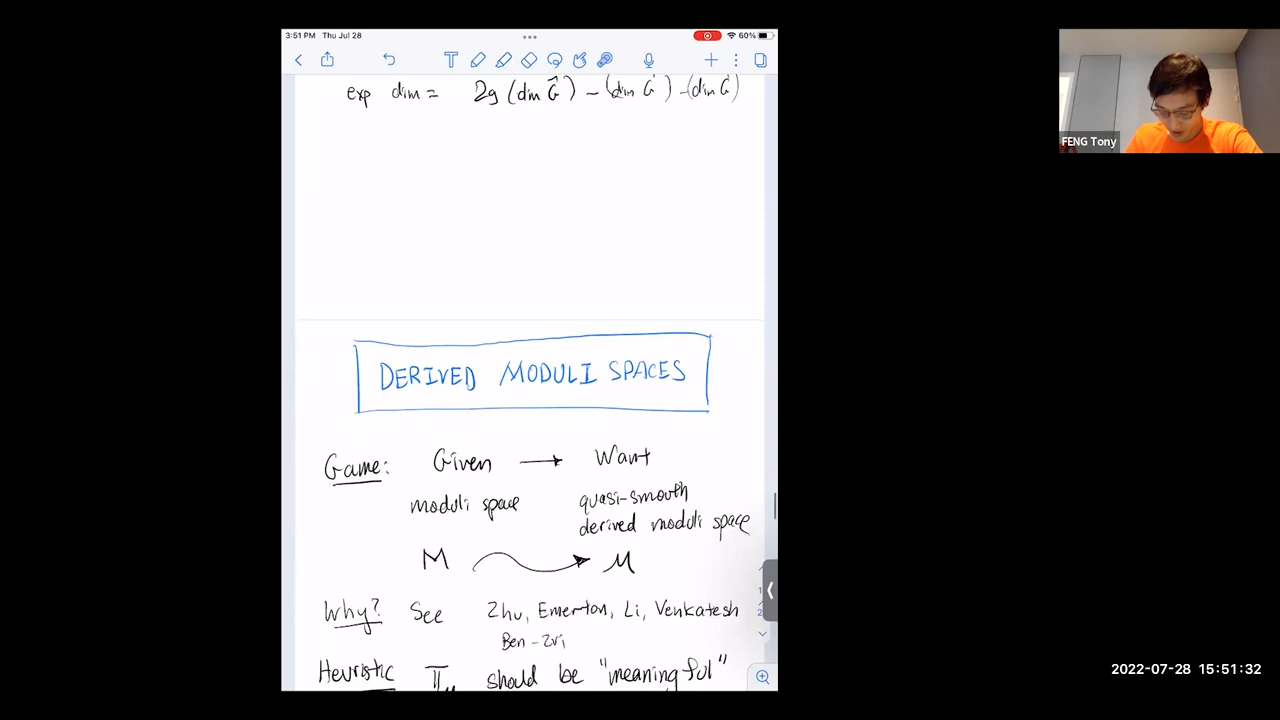 3:51 PM Thu Jul 28
60%
exp dim = 2g (dim Ĝ) - (dim Ĝ) - (dim Ĝ)
DERIVED MODULI SPACES
Game: Given → Want
moduli space quasi-smooth
derived moduli space
M M
Why? See Zhu, Emerton, Li, Venkatesh
Ben-Zvi
Heuristic should be "meaningful"
FENG Tony
2022-07-28 15:51:32